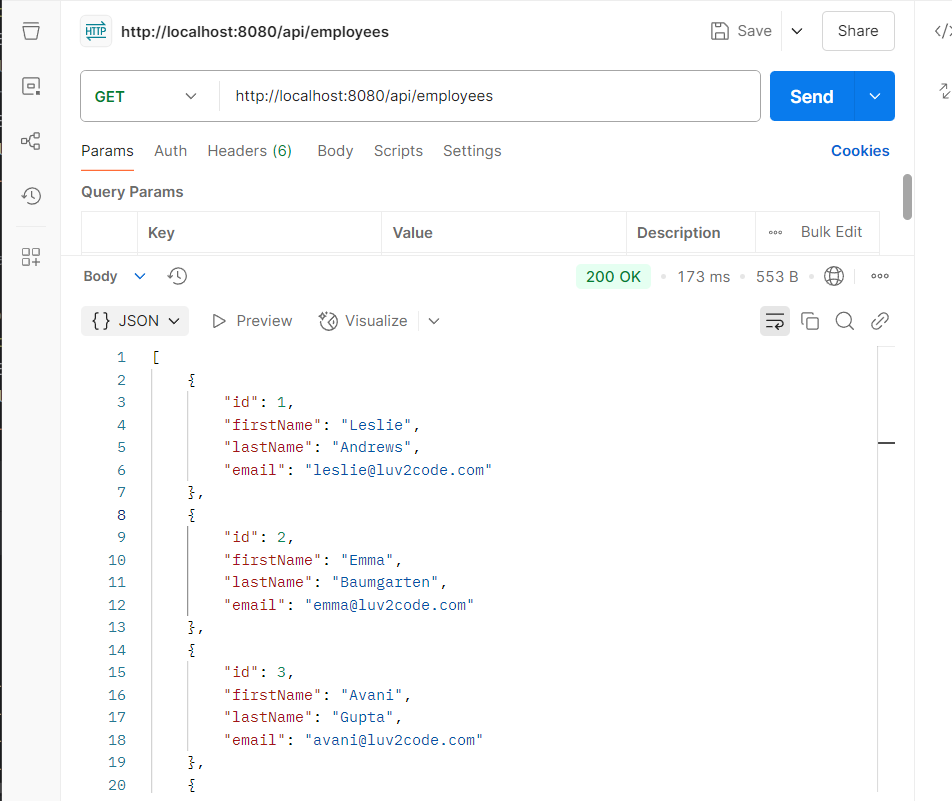 HTTP http://localhost:8080/api/employees Save Share
GET http://localhost:8080/api/employees Send
Params Auth Headers (6) Body Scripts Settings Cookies
Query Params
Key Value Description Bulk Edit
Body 200 OK 173 ms 553 B
{} JSON Preview Visualize
1 [
2 {
3 "id": 1,
4 "firstName": "Leslie",
5 "lastName": "Andrews",
6 "email": "leslie@luv2code.com"
7 },
8 {
9 "id": 2,
10 "firstName": "Emma",
11 "lastName": "Baumgarten",
12 "email": "emma@luv2code.com"
13 },
14 {
15 "id": 3,
16 "firstName": "Avani",
17 "lastName": "Gupta",
18 "email": "avani@luv2code.com"
19 },
20 {